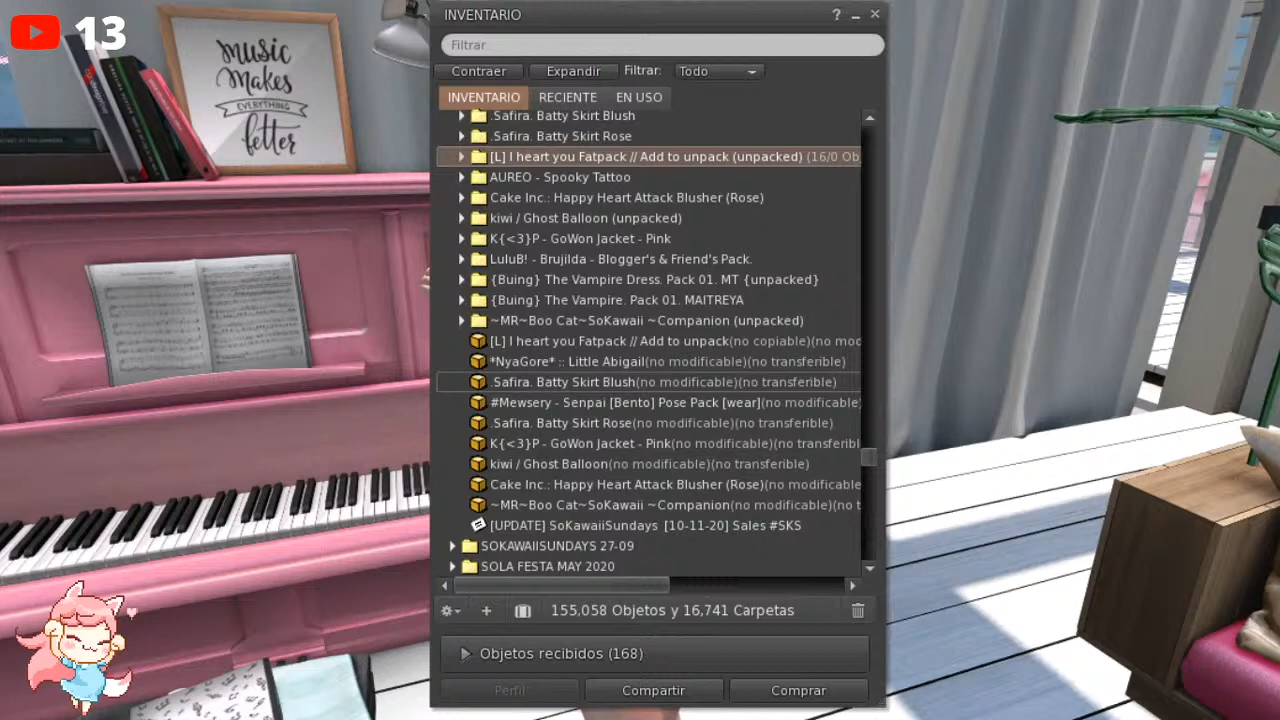 13
music
makes
EVERYTHING
better
INVENTARIO
?
Filtrar
Contraer Expandir Filtrar: Todo
INVENTARIO RECIENTE EN USO
.Safira. Batty Skirt Blush
.Safira. Batty Skirt Rose
[L] I heart you Fatpack // Add to unpack (unpacked) (16/0 Ob
AUREO - Spooky Tattoo
Cake Inc.: Happy Heart Attack Blusher (Rose)
kiwi / Ghost Balloon (unpacked)
K{<3}P - GoWon Jacket - Pink
LuluB! - Brujilda - Blogger's & Friend's Pack.
{Buing} The Vampire Dress. Pack 01. MT {unpacked}
{Buing} The Vampire. Pack 01. MAITREYA
~MR~Boo Cat~SoKawaii ~Companion (unpacked)
[L] I heart you Fatpack // Add to unpack(no copiable)(no mod
*NyaGore* :: Little Abigail(no modificable)(no transferible)
.Safira. Batty Skirt Blush(no modificable)(no transferible)
#Mewsery - Senpai [Bento] Pose Pack [wear](no modificable)
.Safira. Batty Skirt Rose(no modificable)(no transferible)
K{<3}P - GoWon Jacket - Pink(no modificable)(no transferibl
kiwi / Ghost Balloon(no modificable)(no transferible)
Cake Inc.: Happy Heart Attack Blusher (Rose)(no modificable
~MR~Boo Cat~SoKawaii ~Companion(no modificable)(no t
[UPDATE] SoKawaiiSundays [10-11-20] Sales #SKS
SOKAWAIISUNDAYS 27-09
SOLA FESTA MAY 2020
155,058 Objetos y 16,741 Carpetas
Objetos recibidos (168)
Perfil Compartir Comprar